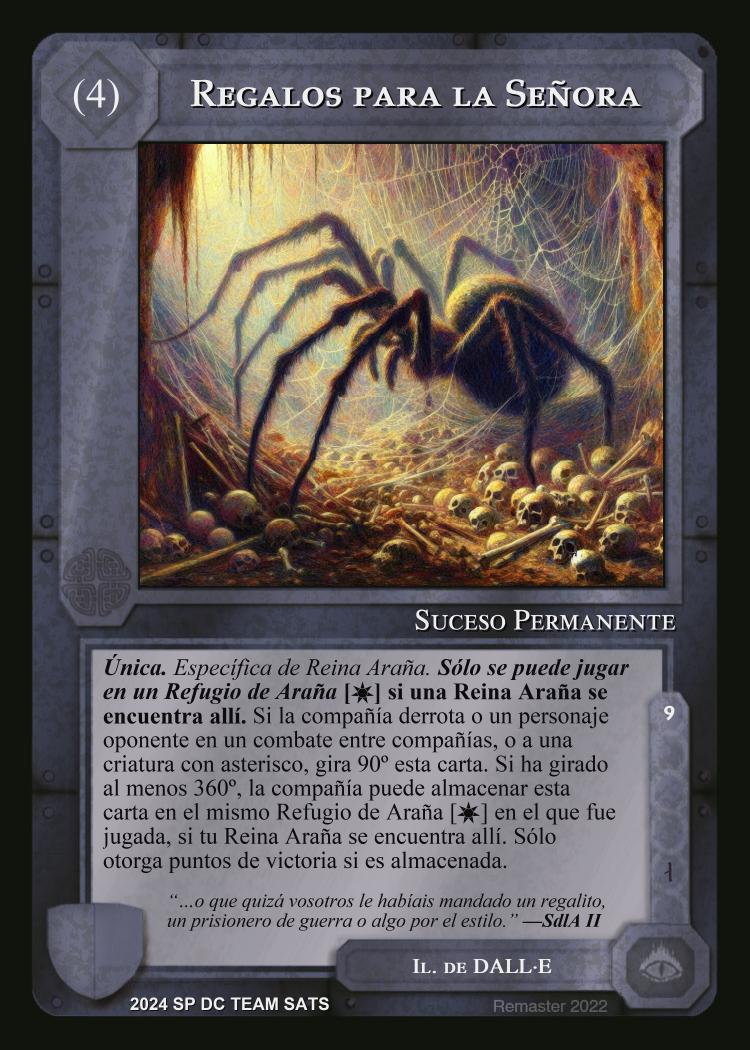 (4)
Regalos para la Señora
Suceso Permanente
Única. Específica de Reina Araña. Sólo se puede jugar
en un Refugio de Araña [✷] si una Reina Araña se
encuentra allí. Si la compañía derrota o un personaje
oponente en un combate entre compañías, o a una
criatura con asterisco, gira 90º esta carta. Si ha girado
al menos 360º, la compañía puede almacenar esta
carta en el mismo Refugio de Araña [✷] en el que fue
jugada, si tu Reina Araña se encuentra allí. Sólo
otorga puntos de victoria si es almacenada.
9
“...o que quizá vosotros le habíais mandado un regalito,
un prisionero de guerra o algo por el estilo.” —SdlA II
Il. de DALL·E
2024 SP DC TEAM SATS
Remaster 2022